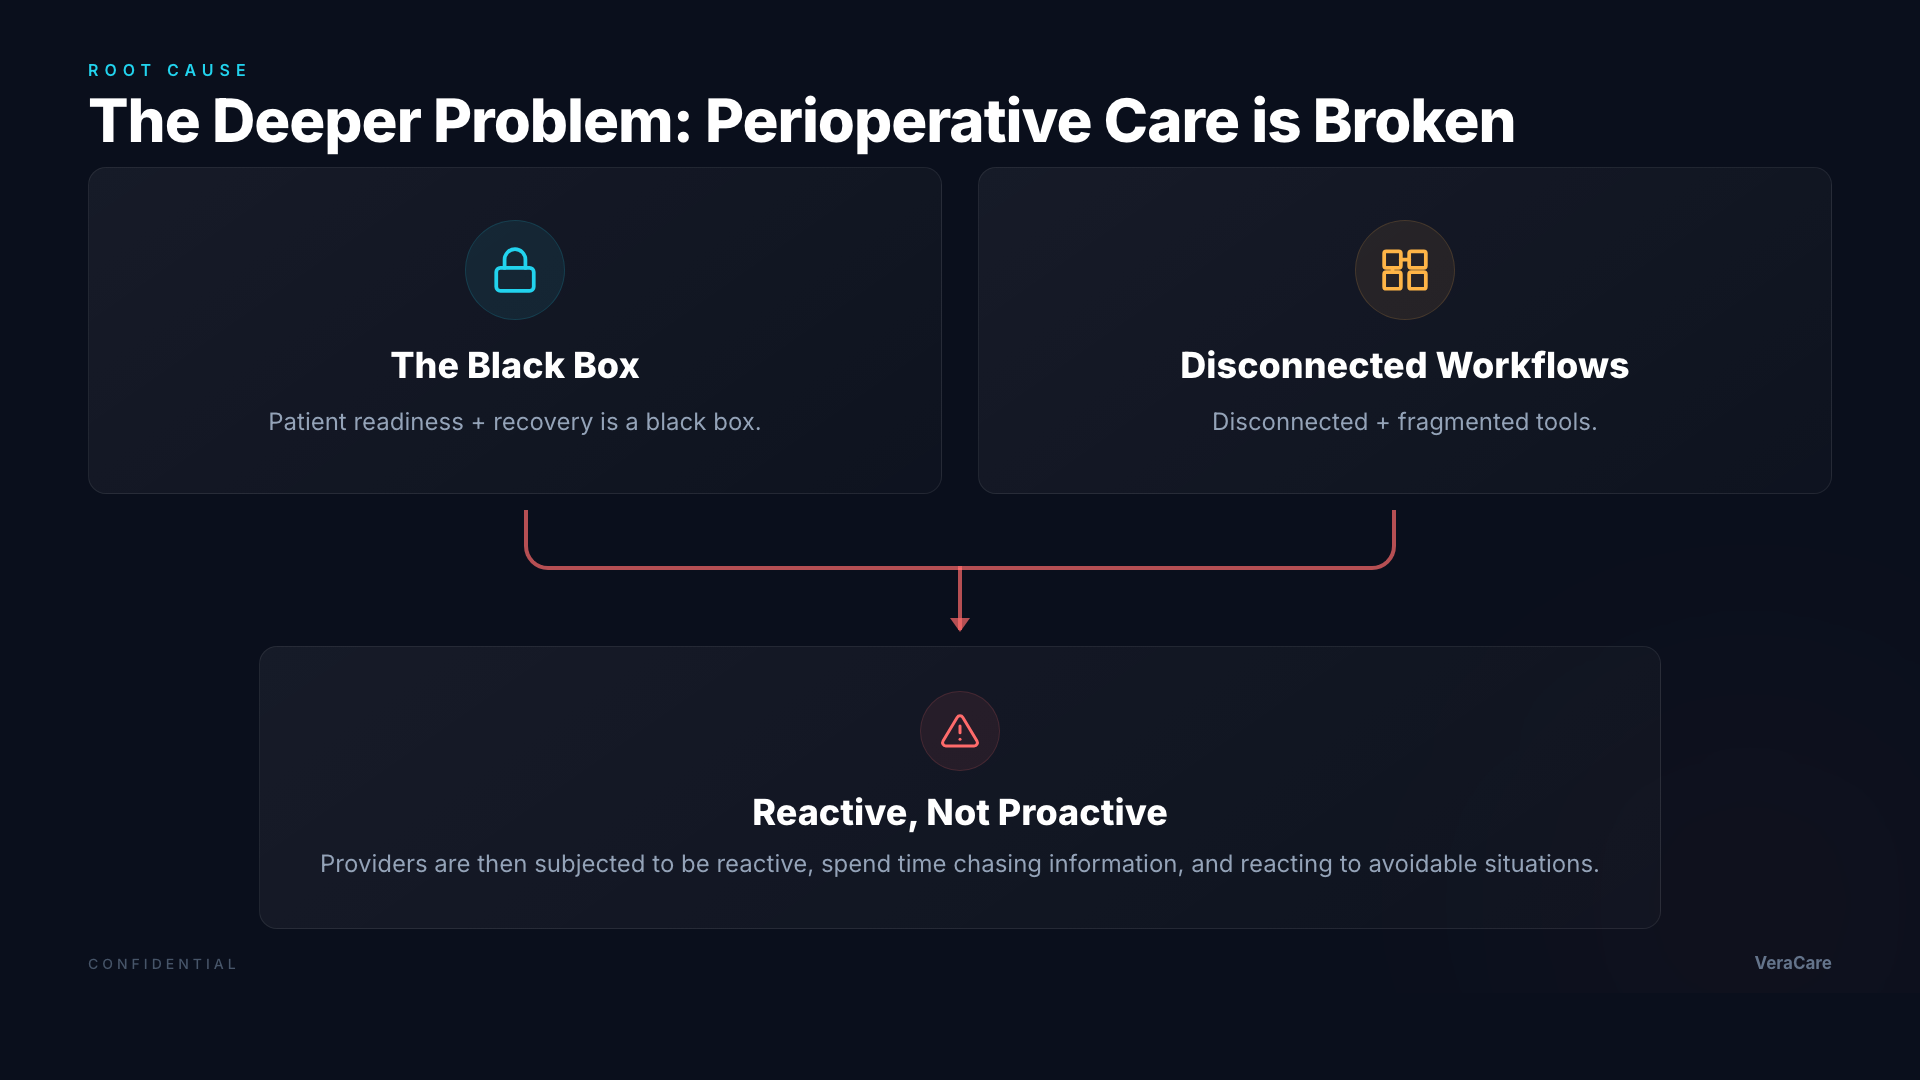 ROOT CAUSE
The Deeper Problem: Perioperative Care is Broken
The Black Box
Patient readiness + recovery is a black box.
Disconnected Workflows
Disconnected + fragmented tools.
Reactive, Not Proactive
Providers are then subjected to be reactive, spend time chasing information, and reacting to avoidable situations.
CONFIDENTIAL
VeraCare